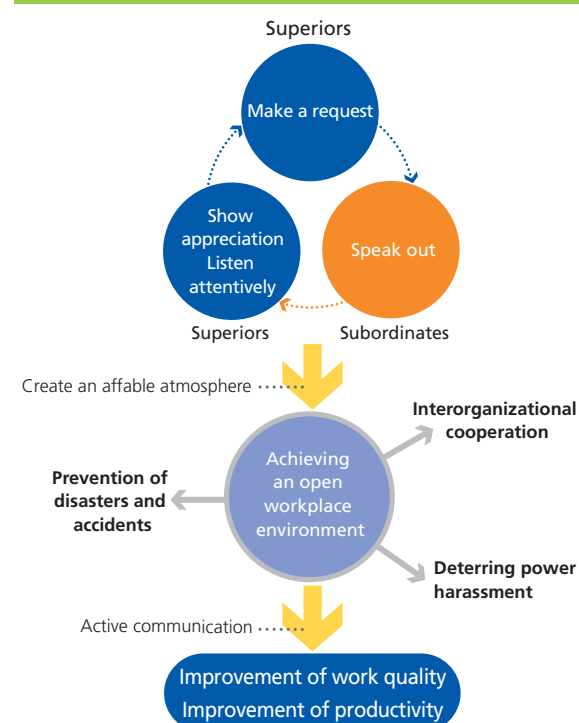 Superiors
Make a request
Show
appreciation
Listen
attentively
Speak out
Superiors
Subordinates
Create an affable atmosphere
Interorganizational
cooperation
Achieving
an open
workplace
environment
Prevention of
disasters and
accidents
Deterring power
harassment
Active communication
Improvement of work quality
Improvement of productivity